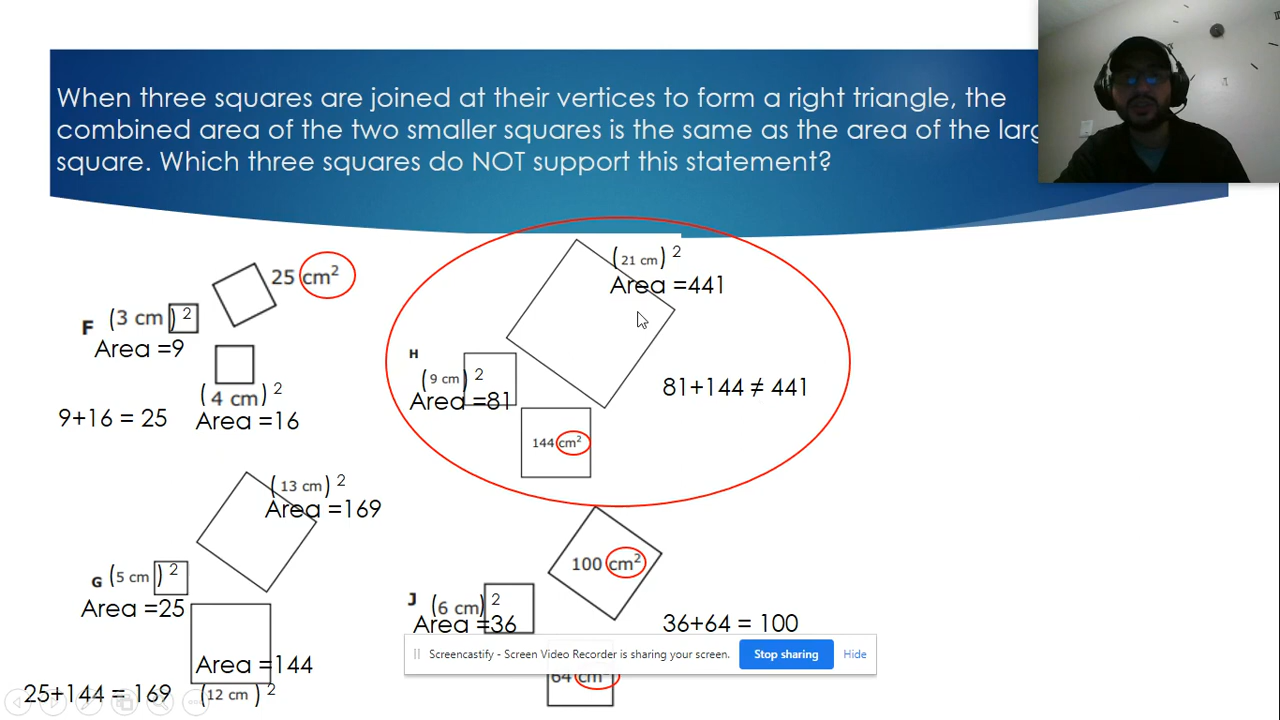 When three squares are joined at their vertices to form a right triangle, the
combined area of the two smaller squares is the same as the area of the
square. Which three squares do NOT support this statement?
25 cm²
F (3 cm )²
Area =9
(4 cm)²
9+16 = 25 Area =16
(21 cm)²
Area =441
H
(9 cm)²
Area =81
81+144 ≠ 441
144 cm²
(13 cm)²
Area =169
G (5 cm )²
Area =25
Area =144
25+144 = 169 (12 cm)²
100 cm²
J (6 cm)²
Area =36
36+64 = 100
Screencastify - Screen Video Recorder is sharing your screen. Stop sharing Hide
64 cm²